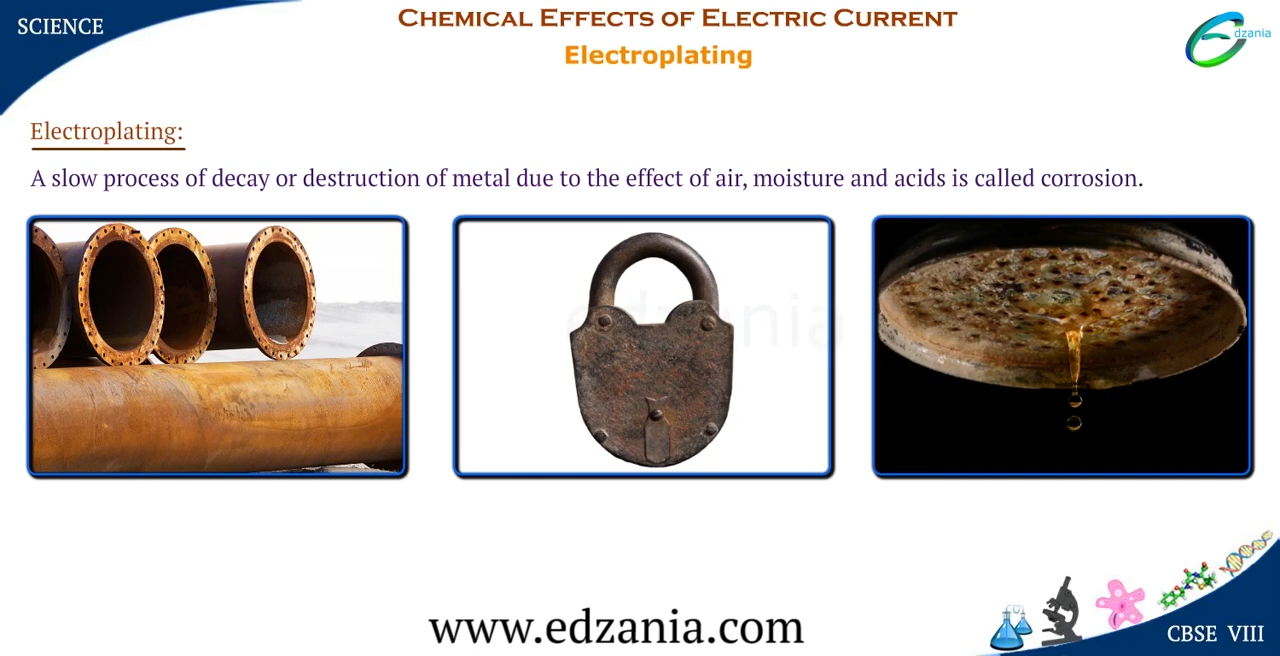 SCIENCE
CHEMICAL EFFECTS OF ELECTRIC CURRENT
Electroplating
Edzania
Electroplating:
A slow process of decay or destruction of metal due to the effect of air, moisture and acids is called corrosion.
edzania
www.edzania.com
CBSE VIII